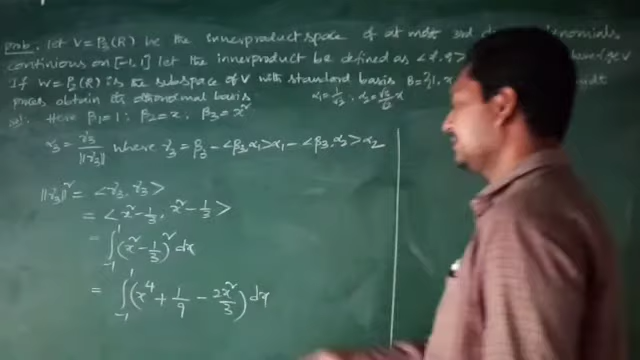 Prob. Let V = P₃(R) be the innerproduct space of at most 3rd degree polynomials
continuous on [-1, 1] let the innerproduct be defined as <f, g>
If W = P₂(R) is the subspace of V with standard basis B = {1, x,
process obtain its orthonormal basis
Sol: Here β₁ = 1 ; β₂ = x ; β₃ = x² α₁ = 1/√2 ; α₂ = √3/√2 x
α₃ = γ₃/||γ₃|| where γ₃ = β₃ - <β₃, α₁>α₁ - <β₃, α₂>α₂
||γ₃||² = <γ₃, γ₃>
= <x² - 1/3, x² - 1/3>
= ∫₋₁¹ (x² - 1/3)² dx
= ∫₋₁¹ (x⁴ + 1/9 - 2x²/3) dx